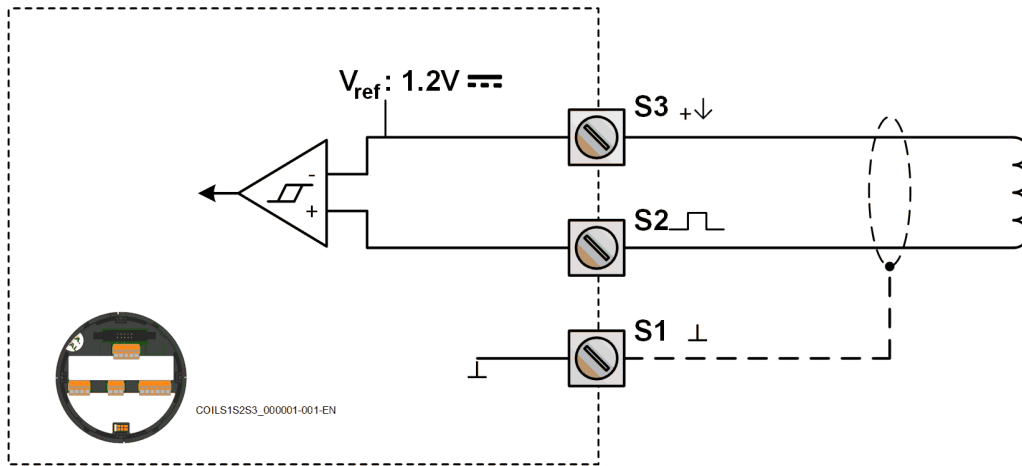 Vref: 1.2V
S3 +
-
+
S2
S1
COILS1S2S3_000001-001-EN